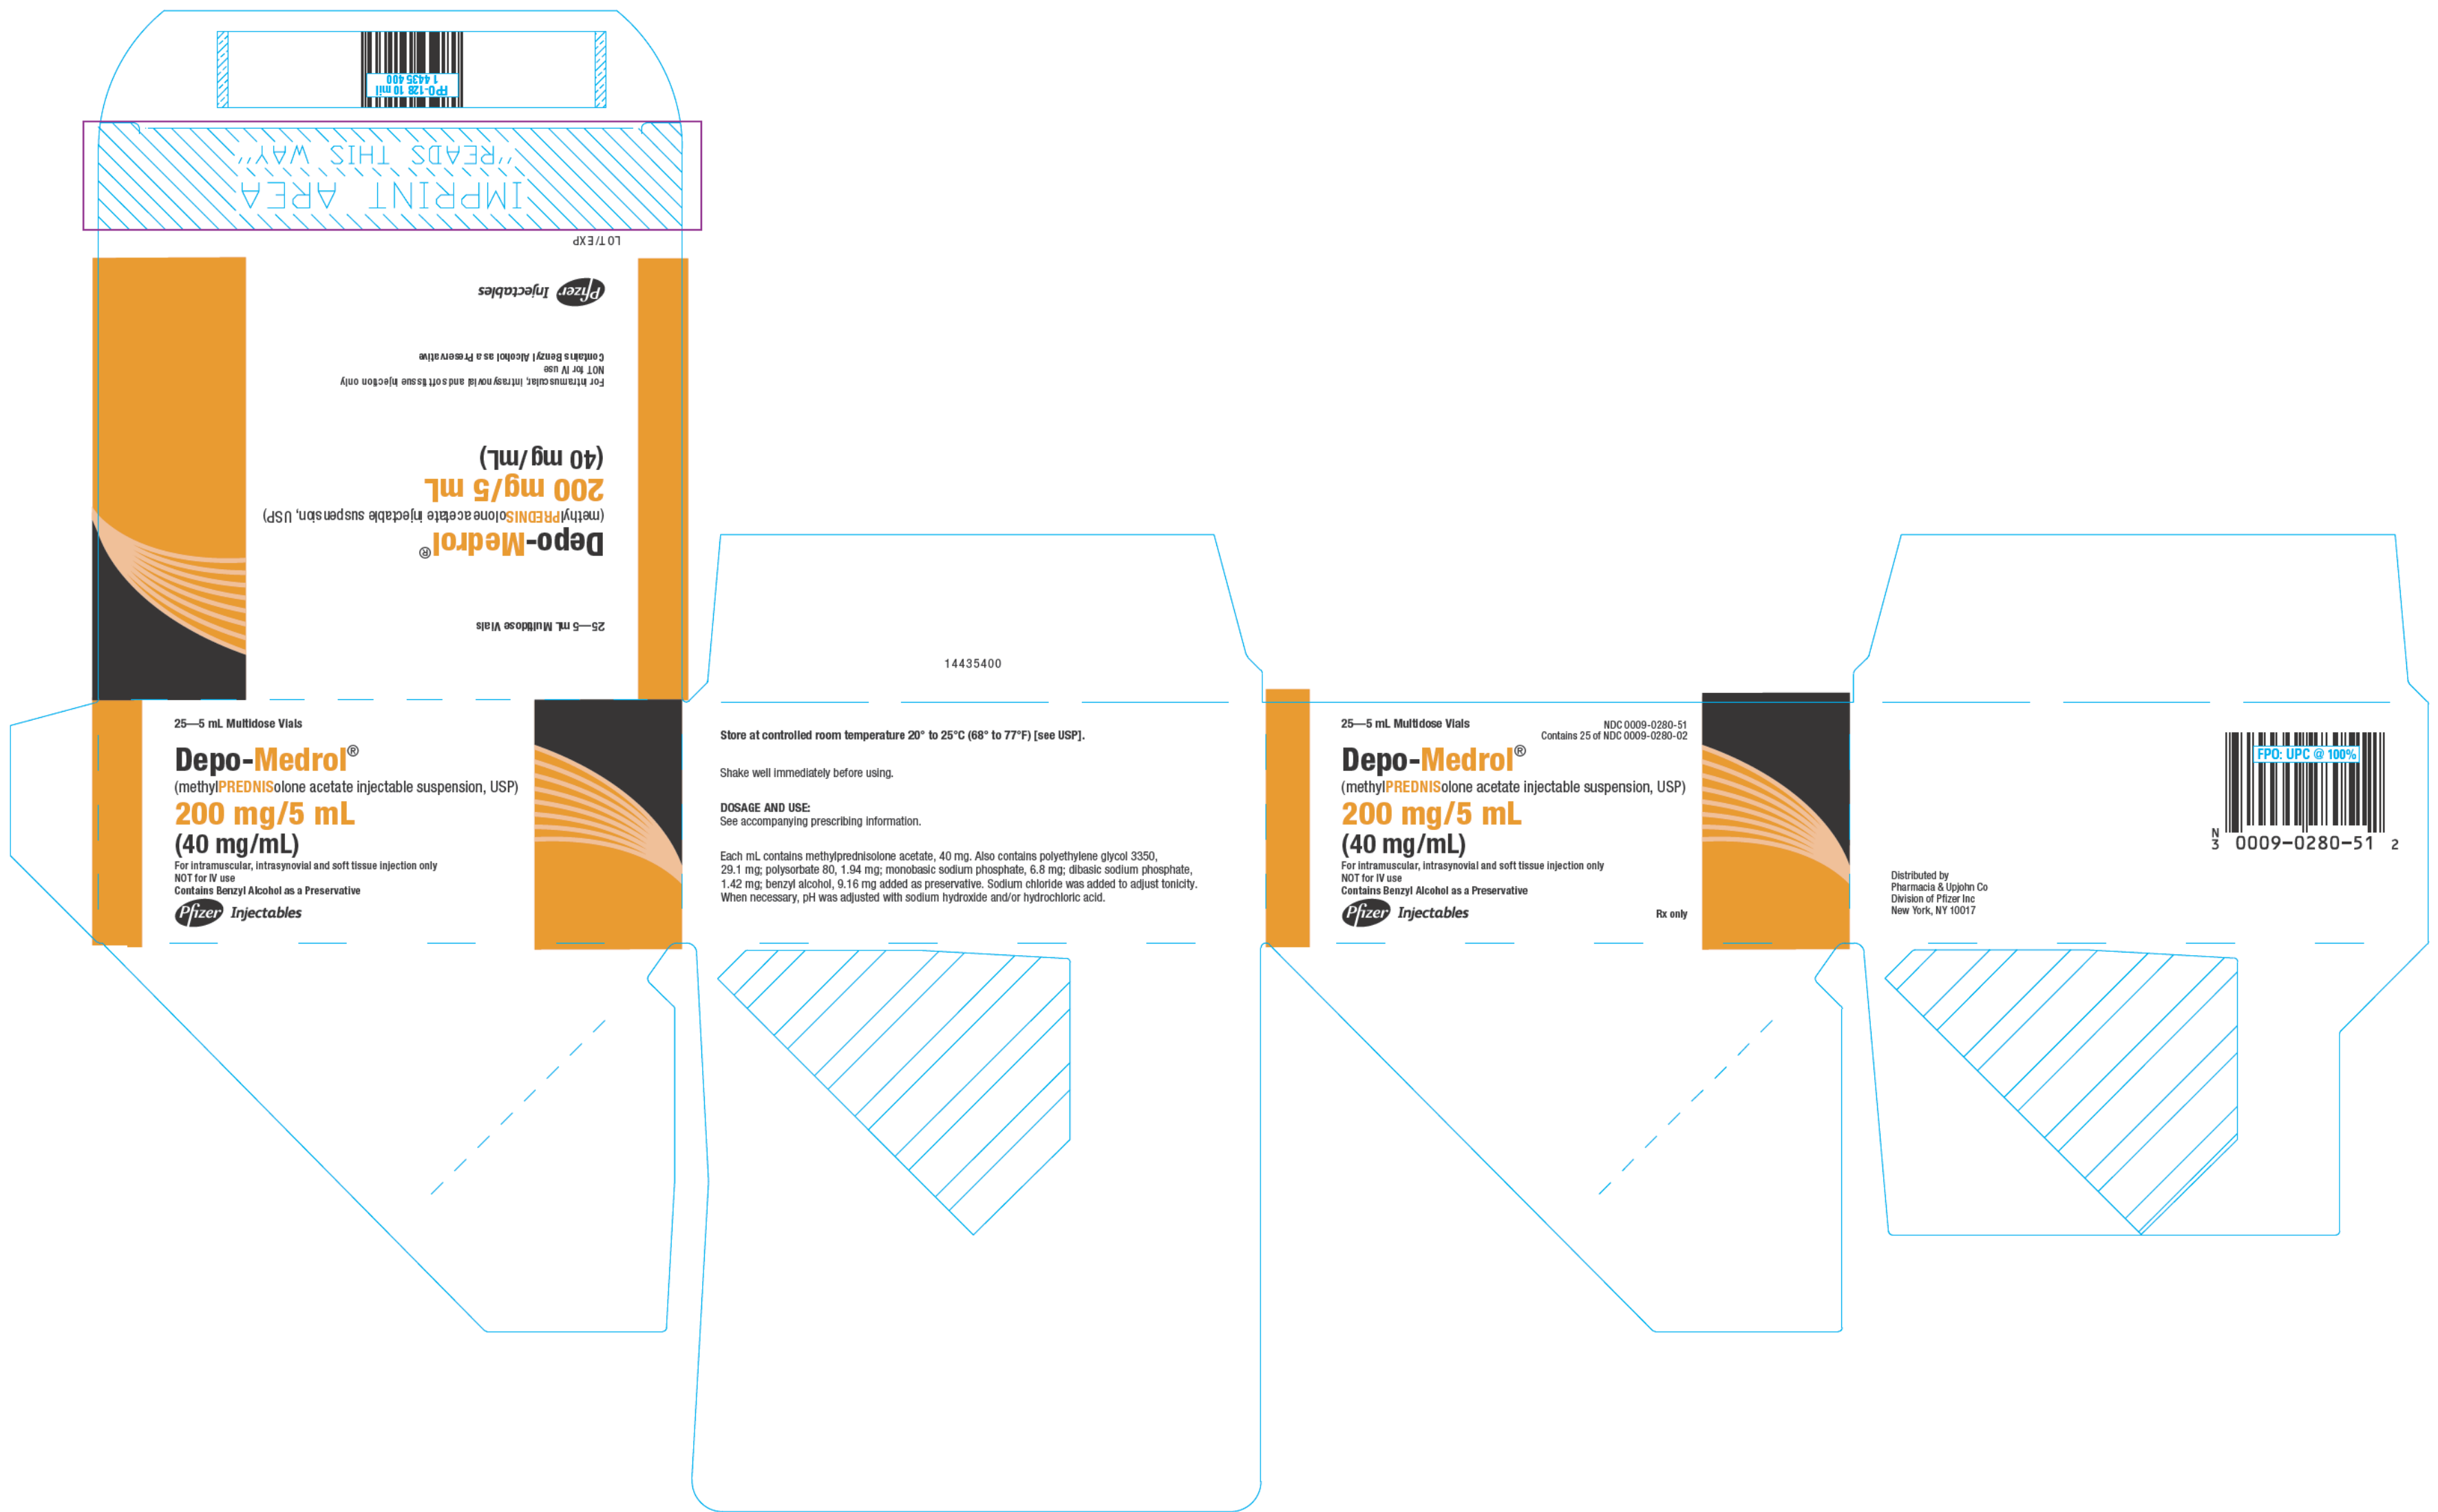 FPO-128 10 mil
1 4435 400
IMPRINT AREA
"READS THIS WAY"
LOT/EXP
25—5 mL Multidose Vials
Depo-Medrol®
(methylPREDNISolone acetate injectable suspension, USP)
200 mg/5 mL
(40 mg/mL)
For intramuscular, intrasynovial and soft tissue injection only
NOT for IV use
Contains Benzyl Alcohol as a Preservative
Pfizer Injectables
25—5 mL Multidose Vials
Depo-Medrol®
(methylPREDNISolone acetate injectable suspension, USP)
200 mg/5 mL
(40 mg/mL)
For intramuscular, intrasynovial and soft tissue injection only
NOT for IV use
Contains Benzyl Alcohol as a Preservative
Pfizer Injectables
14435400
Store at controlled room temperature 20° to 25°C (68° to 77°F) [see USP].
Shake well immediately before using.
DOSAGE AND USE:
See accompanying prescribing information.
Each mL contains methylprednisolone acetate, 40 mg. Also contains polyethylene glycol 3350,
29.1 mg; polysorbate 80, 1.94 mg; monobasic sodium phosphate, 6.8 mg; dibasic sodium phosphate,
1.42 mg; benzyl alcohol, 9.16 mg added as preservative. Sodium chloride was added to adjust tonicity.
When necessary, pH was adjusted with sodium hydroxide and/or hydrochloric acid.
25—5 mL Multidose Vials
NDC 0009-0280-51
Contains 25 of NDC 0009-0280-02
Depo-Medrol®
(methylPREDNISolone acetate injectable suspension, USP)
200 mg/5 mL
(40 mg/mL)
For intramuscular, intrasynovial and soft tissue injection only
NOT for IV use
Contains Benzyl Alcohol as a Preservative
Pfizer Injectables
Rx only
FPO: UPC @ 100%
N
3 0009-0280-51 2
Distributed by
Pharmacia & Upjohn Co
Division of Pfizer Inc
New York, NY 10017